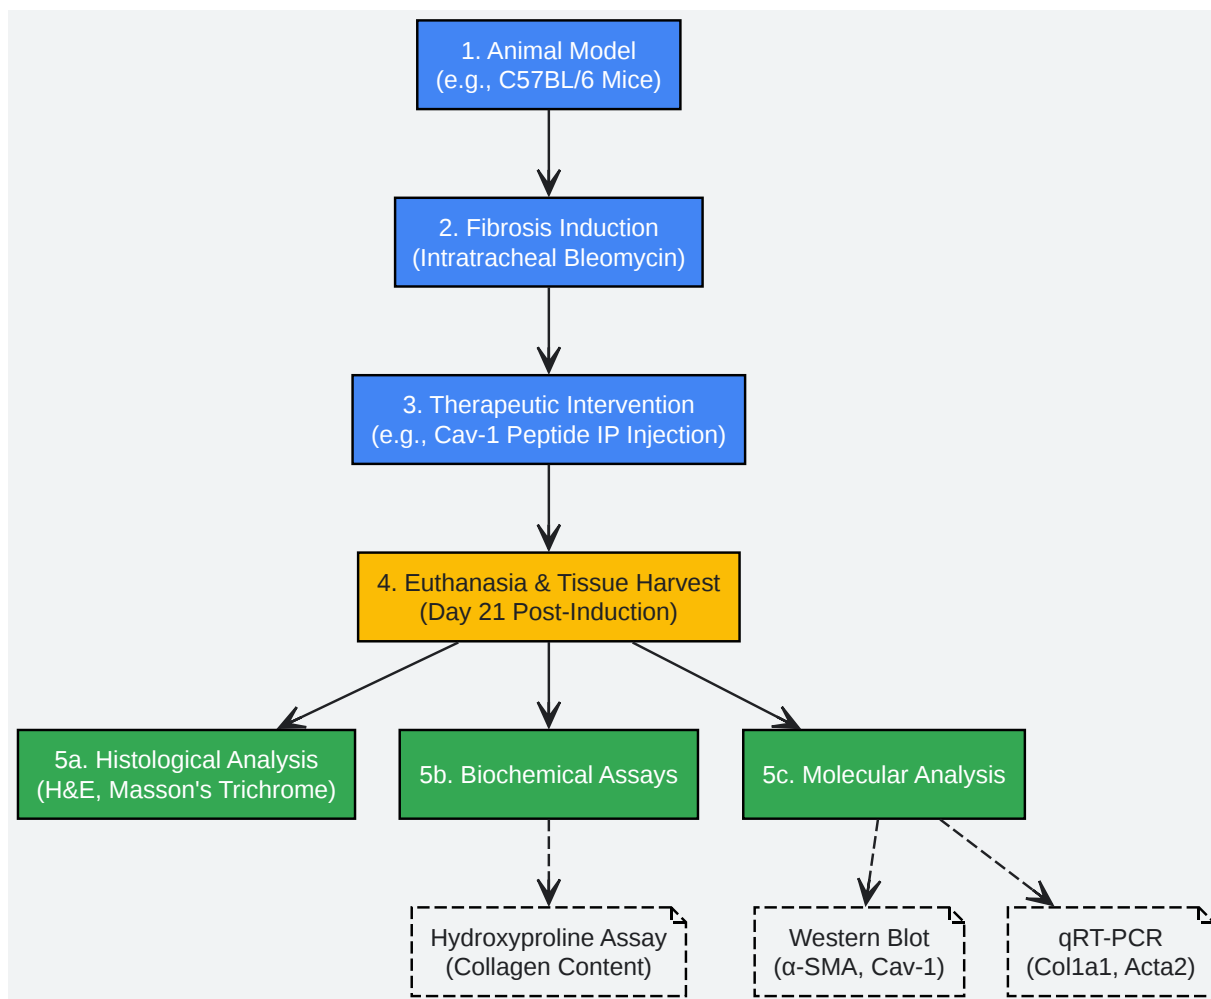 1. Animal Model
(e.g., C57BL/6 Mice)
2. Fibrosis Induction
(Intratracheal Bleomycin)
3. Therapeutic Intervention
(e.g., Cav-1 Peptide IP Injection)
4. Euthanasia & Tissue Harvest
(Day 21 Post-Induction)
5a. Histological Analysis
(H&E, Masson's Trichrome)
5b. Biochemical Assays
5c. Molecular Analysis
Hydroxyproline Assay
(Collagen Content)
Western Blot
(α-SMA, Cav-1)
qRT-PCR
(Col1a1, Acta2)